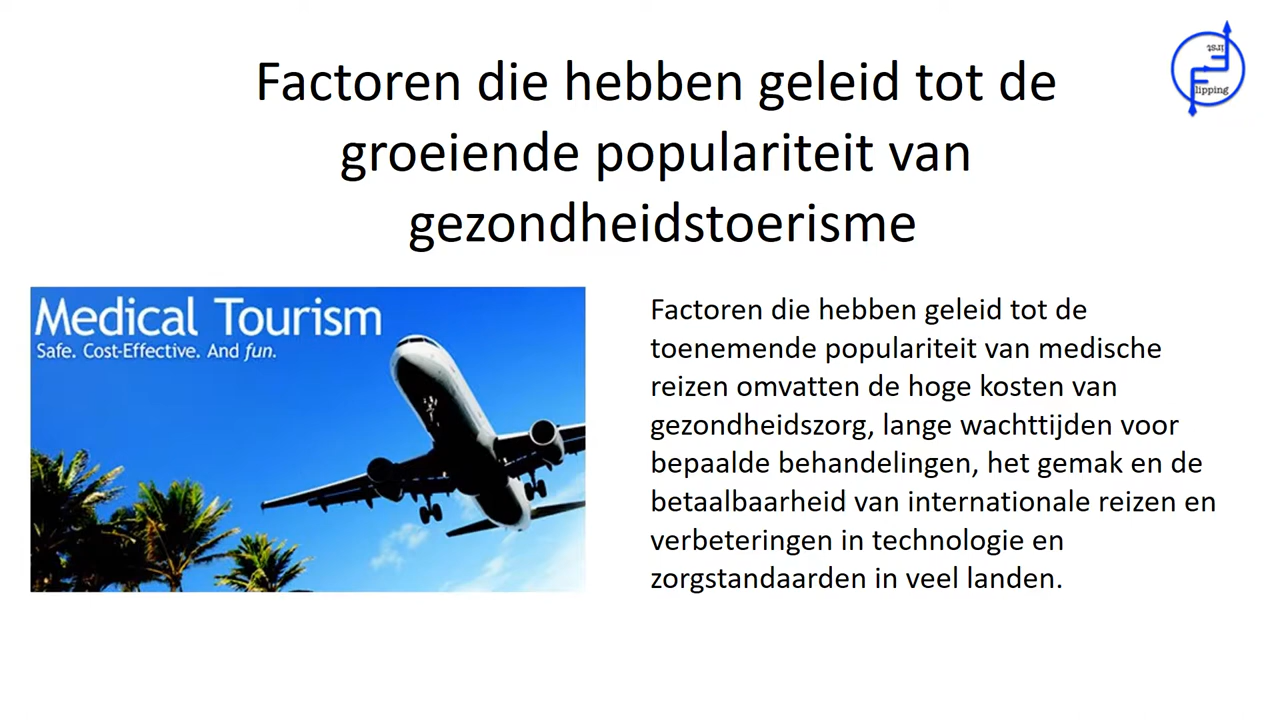 Factoren die hebben geleid tot de
groeiende populariteit van
gezondheidstoerisme
irst
lipping
Medical Tourism
Safe. Cost-Effective. And fun.
Factoren die hebben geleid tot de
toenemende populariteit van medische
reizen omvatten de hoge kosten van
gezondheidszorg, lange wachttijden voor
bepaalde behandelingen, het gemak en de
betaalbaarheid van internationale reizen en
verbeteringen in technologie en
zorgstandaarden in veel landen.